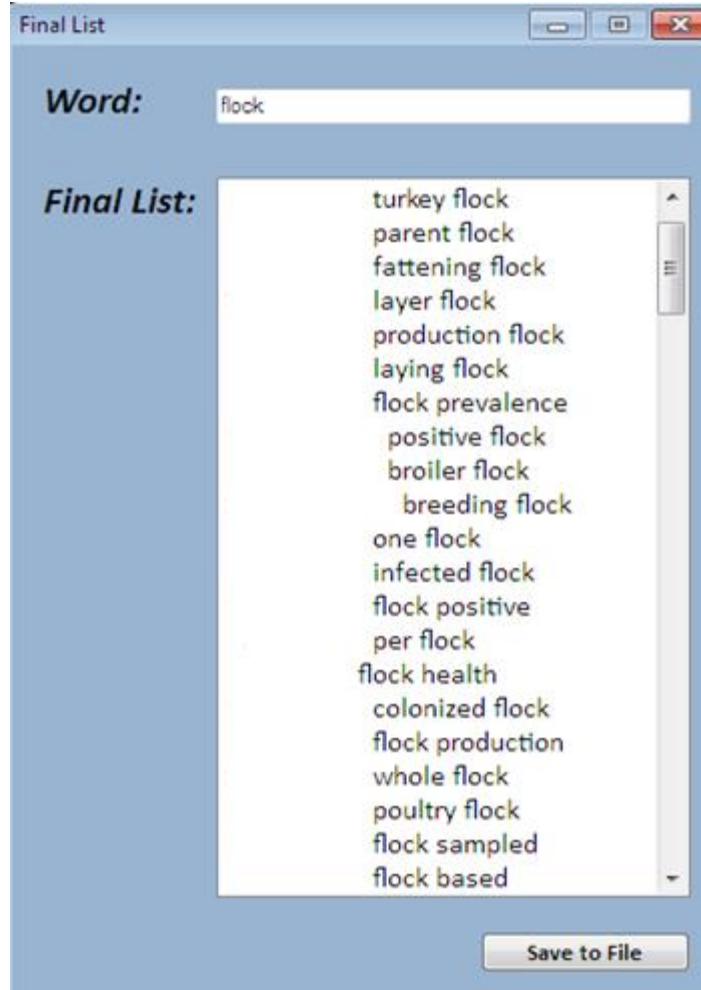 Final List
Word:
flock
Final List:
turkey flock
parent flock
fattening flock
layer flock
production flock
laying flock
flock prevalence
positive flock
broiler flock
breeding flock
one flock
infected flock
flock positive
per flock
flock health
colonized flock
flock production
whole flock
poultry flock
flock sampled
flock based
Save to File